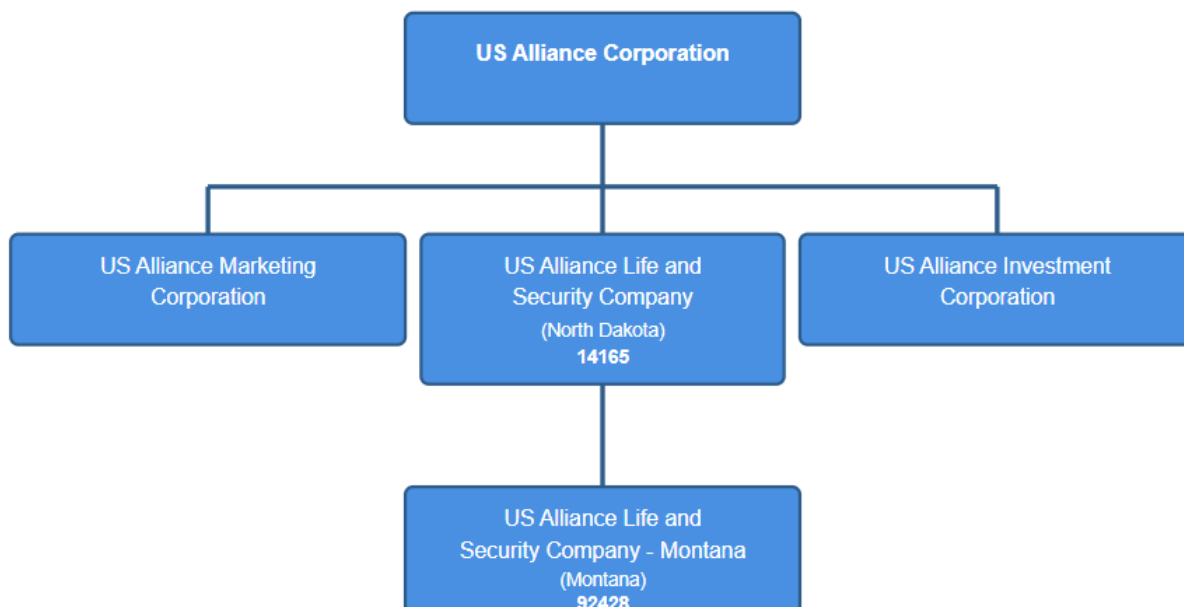 US Alliance Corporation
US Alliance Marketing
Corporation
US Alliance Life and
Security Company
(North Dakota)
14165
US Alliance Investment
Corporation
US Alliance Life and
Security Company - Montana
(Montana)
92428